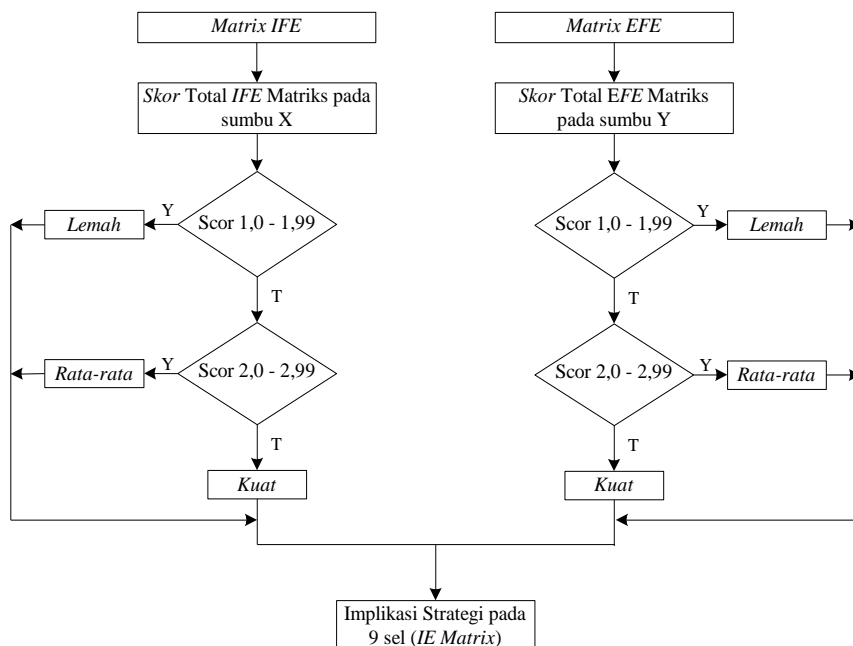 Matrix IFE
Matrix EFE
Skor Total IFE Matriks pada
sumbu X
Skor Total EFE Matriks
pada sumbu Y
Scor 1,0 - 1,99
Y
Lemah
T
Scor 2,0 - 2,99
Y
Rata-rata
T
Kuat
Scor 1,0 - 1,99
Y
Lemah
T
Scor 2,0 - 2,99
Y
Rata-rata
T
Kuat
Implikasi Strategi pada
9 sel (IE Matrix)